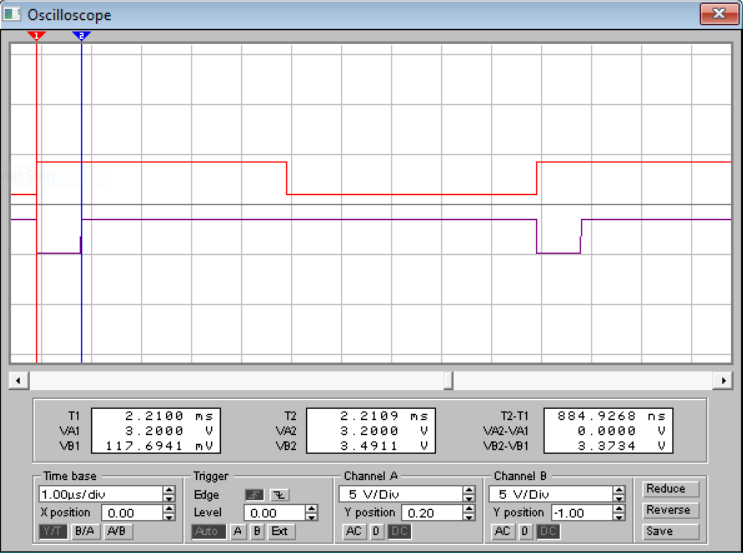 Oscilloscope
1 2
T1 2.2100 ms T2 2.2109 ms T2-T1 884.9268 ns
VA1 3.2000 V VA2 3.2000 V VA2-VA1 0.0000 V
VB1 117.6941 mV VB2 3.4911 V VB2-VB1 3.3734 V
Time base Trigger Channel A Channel B
1.00µs/div Edge 5 V/Div 5 V/Div Reduce
X position 0.00 Level 0.00 Y position 0.20 Y position -1.00 Reverse
Y/T B/A A/B Auto A B Ext AC 0 DC AC 0 DC Save